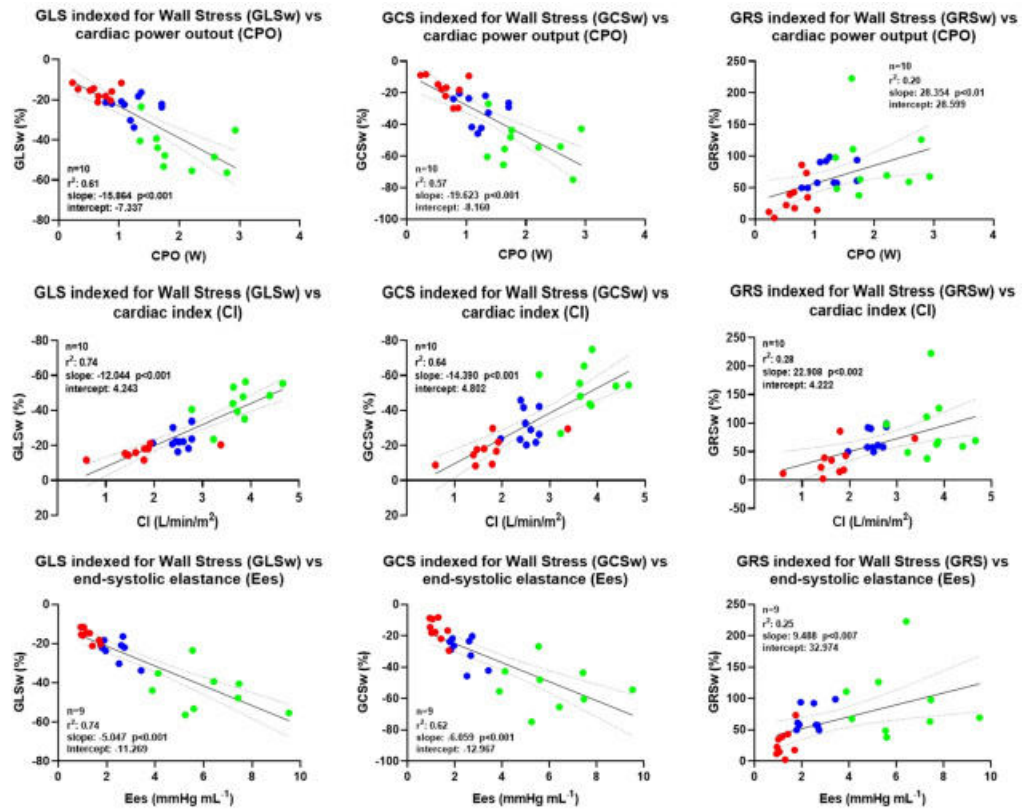 GLS indexed for Wall Stress (GLSw) vs
cardiac power outout (CPO)
0
-20
-40
-60
-80
GLSw (%)
n=10
r²: 0.61
slope: -15.864 p<0.001
intercept: -7.337
0 1 2 3 4
CPO (W)
GCS indexed for Wall Stress (GCSw) vs
cardiac power output (CPO)
0
-20
-40
-60
-80
-100
GCSw (%)
n=10
r²: 0.57
slope: -19.623 p<0.001
intercept: -8.160
0 1 2 3 4
CPO (W)
GRS indexed for Wall Stress (GRSw) vs
cardiac power output (CPO)
250
200
150
100
50
0
-50
GRSw (%)
n=10
r²: 0.20
slope: 28.354 p<0.01
intercept: 28.599
0 1 2 3 4
CPO (W)
GLS indexed for Wall Stress (GLSw) vs
cardiac index (CI)
-80
-60
-40
-20
0
20
GLSw (%)
n=10
r²: 0.74
slope: -12.044 p<0.001
intercept: 4.243
1 2 3 4 5
CI (L/min/m²)
GCS indexed for Wall Stress (GCSw) vs
cardiac index (CI)
-80
-60
-40
-20
0
20
GCSw (%)
n=10
r²: 0.64
slope: -14.390 p<0.001
intercept: 4.802
1 2 3 4 5
CI (L/min/m²)
GRS indexed for Wall Stress (GRSw) vs
cardiac index (CI)
250
200
150
100
50
0
-50
GRSw (%)
n=10
r²: 0.28
slope: 22.908 p<0.002
intercept: 4.222
1 2 3 4 5
CI (L/min/m²)
GLS indexed for Wall Stress (GLSw) vs
end-systolic elastance (Ees)
0
-20
-40
-60
-80
GLSw (%)
n=9
r²: 0.74
slope: -5.047 p<0.001
Intercept: -11.269
0 2 4 6 8 10
Ees (mmHg mL⁻¹)
GCS indexed for Wall Stress (GCSw) vs
end-systolic elastance (Ees)
0
-20
-40
-60
-80
-100
GCSw (%)
n=9
r²: 0.62
slope: -6.059 p<0.001
intercept: -12.967
0 2 4 6 8 10
Ees (mmHg mL⁻¹)
GRS indexed for Wall Stress (GRS) vs
end-systolic elastance (Ees)
250
200
150
100
50
0
GRSw (%)
n=9
r²: 0.25
slope: 9.488 p<0.007
intercept: 32.974
0 2 4 6 8 10
Ees (mmHg mL⁻¹)